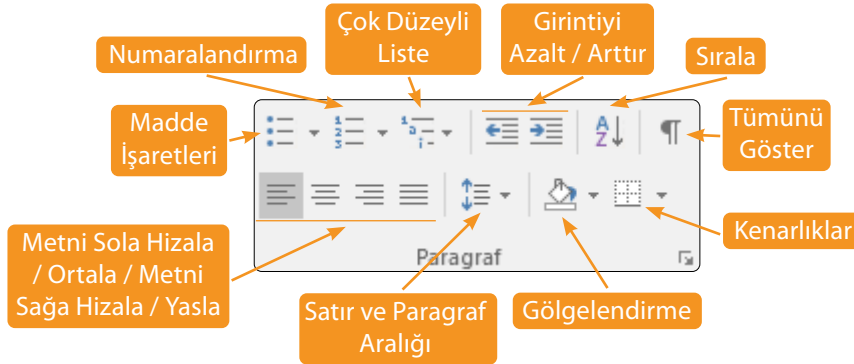 Çok Düzeyli
Liste
Girintiyi
Azalt / Arttır
Numaralandırma
Sırala
Madde
İşaretleri
Tümünü
Göster
Metni Sola Hizala
/ Ortala / Metni
Sağa Hizala / Yasla
Kenarlıklar
Paragraf
Satır ve Paragraf
Aralığı
Gölgelendirme